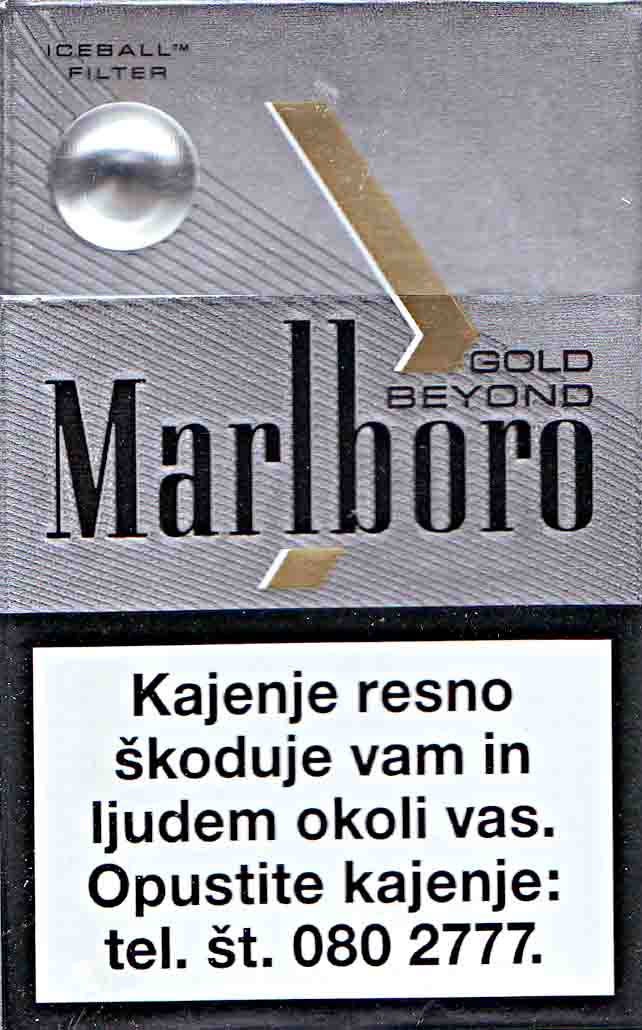 ICEBALL™
FILTER
GOLD
BEYOND
Marlboro
Kajenje resno
škoduje vam in
ljudem okoli vas.
Opustite kajenje:
tel. št. 080 2777.